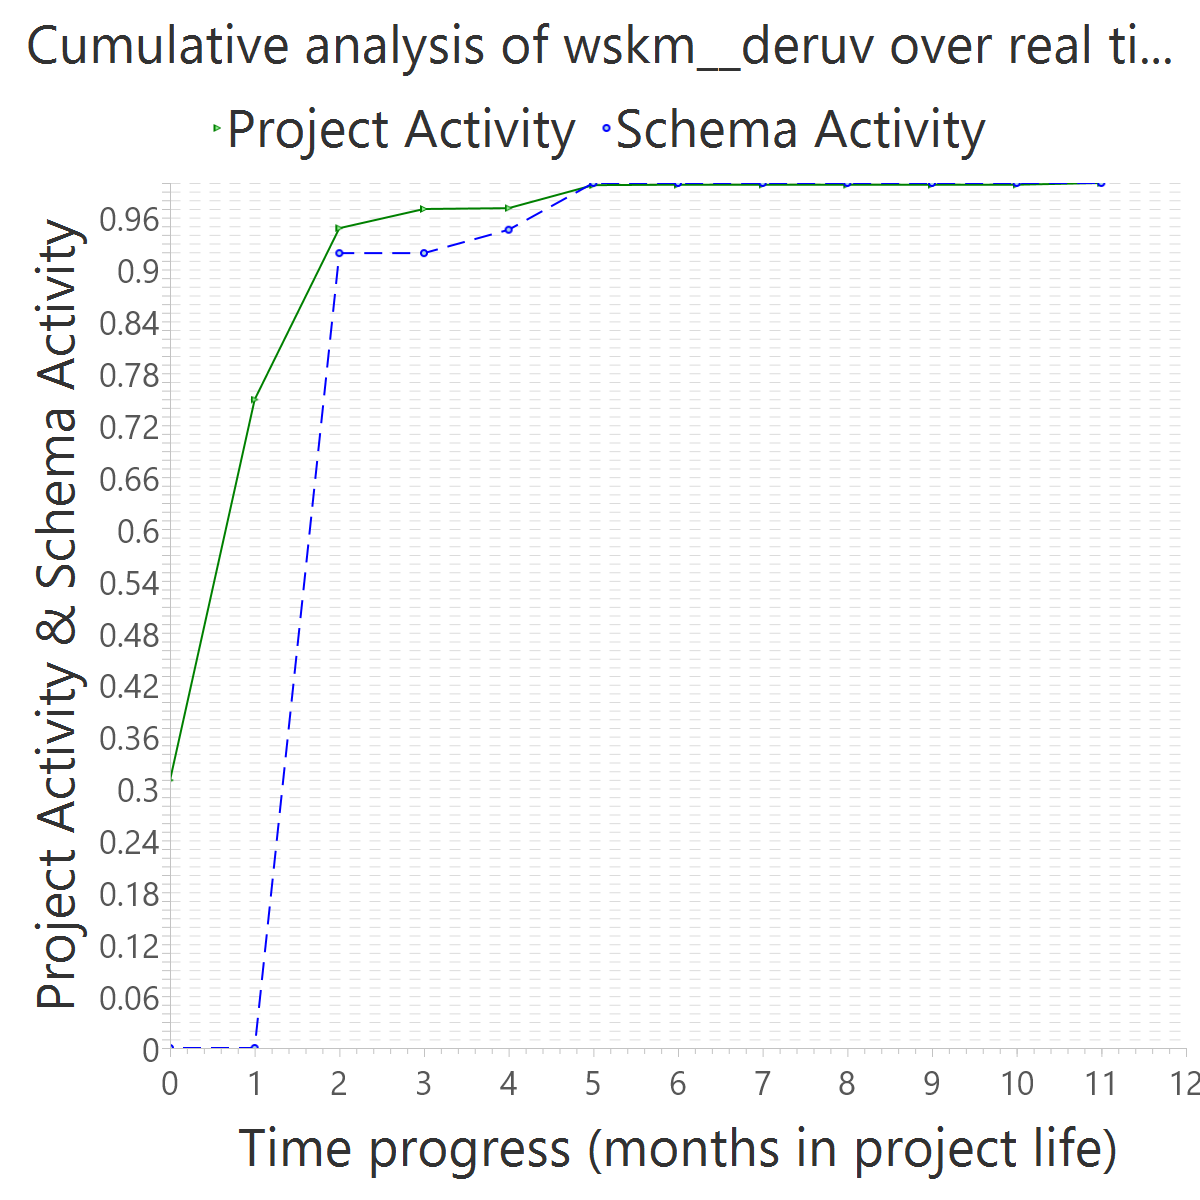 Cumulative analysis of wskm__deruv over real ti...
Project Activity
Schema Activity
Project Activity & Schema Activity
0.96
0.9
0.84
0.78
0.72
0.66
0.6
0.54
0.48
0.42
0.36
0.3
0.24
0.18
0.12
0.06
0
0 1 2 3 4 5 6 7 8 9 10 11 12
Time progress (months in project life)